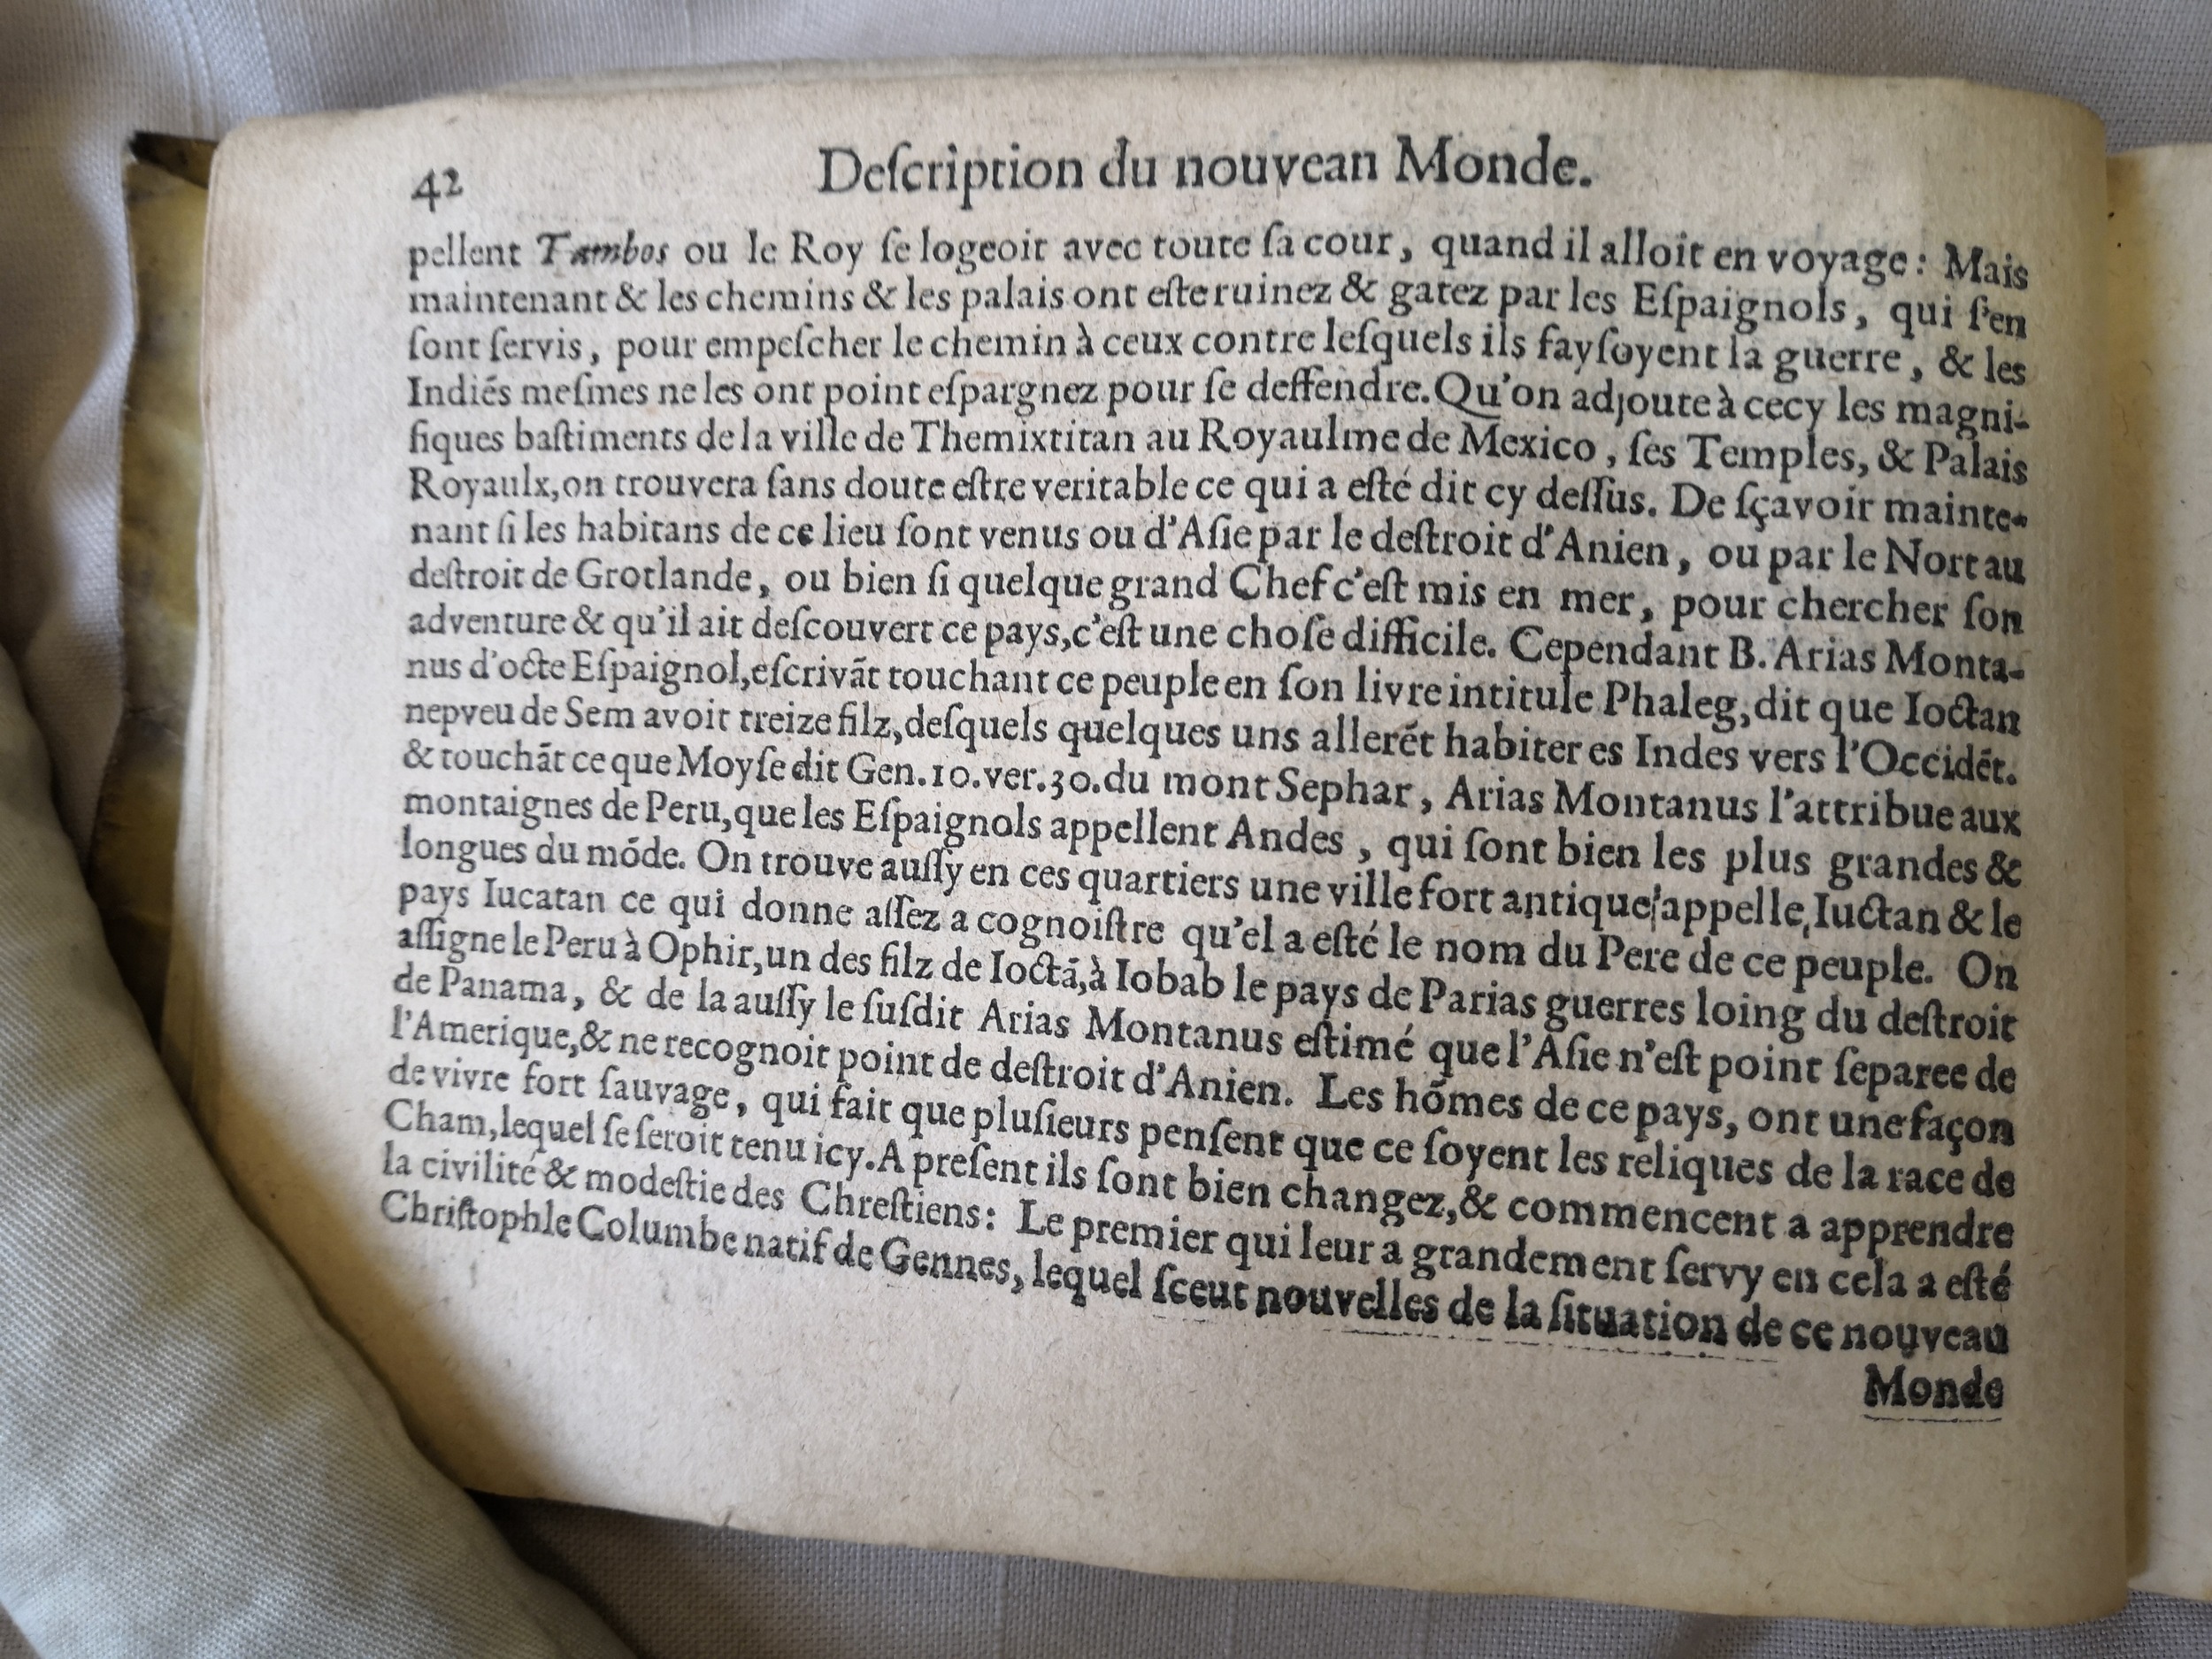 42 Deſcription du nouvean Monde.
pellent Tambos ou le Roy ſe logeoit avec toute ſa cour, quand il alloit en voyage: Mais
maintenant & les chemins & les palais ont eſte ruinez & gatez par les Eſpaignols, qui ſ'en
ſont ſervis, pour empeſcher le chemin à ceux contre leſquels ils fayſoyent la guerre, & les
Indiés meſmes ne les ont point eſpargnez pour ſe deffendre. Qu'on adjoute à cecy les magni-
fiques baſtiments de la ville de Themixtitan au Royaulme de Mexico, ſes Temples, & Palais
Royaulx, on trouvera ſans doute eſtre veritable ce qui a eſté dit cy deſſus. De ſçavoir mainte-
nant ſi les habitans de ce lieu ſont venus ou d'Aſie par le deſtroit d'Anien, ou par le Nort au
deſtroit de Grotlande, ou bien ſi quelque grand Chef c'eſt mis en mer, pour chercher ſon
adventure & qu'il ait deſcouvert ce pays, c'eſt une choſe difficile. Cependant B. Arias Monta-
nus d'octe Eſpaignol, eſcrivãt touchant ce peuple en ſon livre intitule Phaleg, dit que Ioctan
nepveu de Sem avoit treize filz, deſquels quelques uns allerét habiter es Indes vers l'Occidét.
& touchãt ce que Moyſe dit Gen. 10. ver. 30. du mont Sephar, Arias Montanus l'attribue aux
montaignes de Peru, que les Eſpaignols appellent Andes, qui ſont bien les plus grandes &
longues du móde. On trouve auſſy en ces quartiers une ville fort antique appelle, Iuctan & le
pays Iucatan ce qui donne aſſez a cognoiſtre qu'el a eſté le nom du Pere de ce peuple. On
aſſigne le Peru à Ophir, un des filz de Ioctã, à Iobab le pays de Parias guerres loing du deſtroit
de Panama, & de la auſſy le ſuſdit Arias Montanus eſtimé que l'Aſie n'eſt point ſeparee de
l'Amerique, & ne recognoit point de deſtroit d'Anien. Les hõmes de ce pays, ont une façon
de vivre fort ſauvage, qui fait que pluſieurs penſent que ce ſoyent les reliques de la race de
Cham, lequel ſe ſeroit tenu icy. A preſent ils ſont bien changez, & commencent a apprendre
la civilité & modeſtie des Chreſtiens: Le premier qui leur a grandement ſervy en cela a eſté
Chriſtophle Columbe natif de Gennes, lequel ſceut nouvelles de la ſituation de ce nouveau
Monde